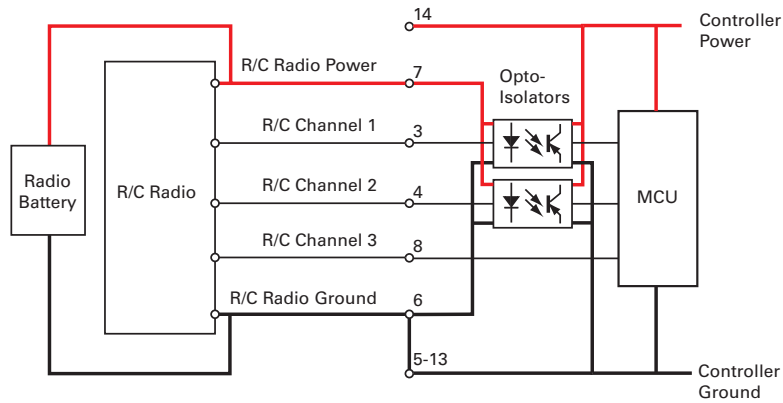 14
Controller
Power
R/C Radio Power
7
Opto-
Isolators
R/C Channel 1
3
Radio
Battery
R/C Radio
R/C Channel 2
4
MCU
R/C Channel 3
8
R/C Radio Ground
6
5-13
Controller
Ground